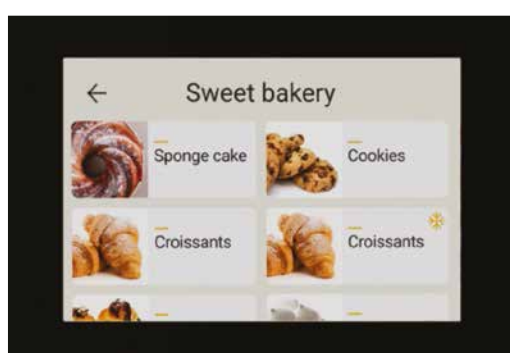 Sweet bakery
Sponge cake
Cookies
Croissants
Croissants